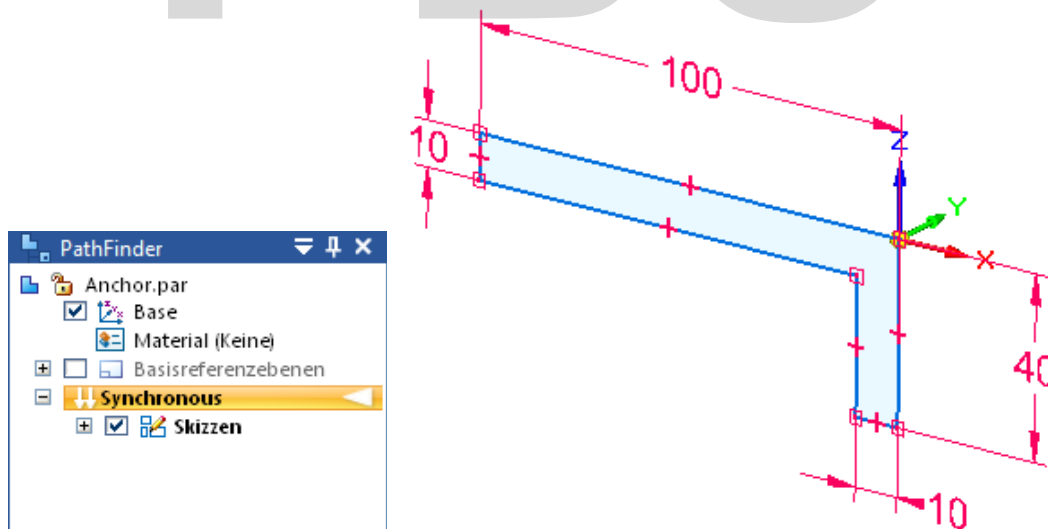 PathFinder
Anchor.par
Base
Material (Keine)
Basisreferenzebenen
Synchronous
Skizzen
100
10
Z
Y
X
40
10